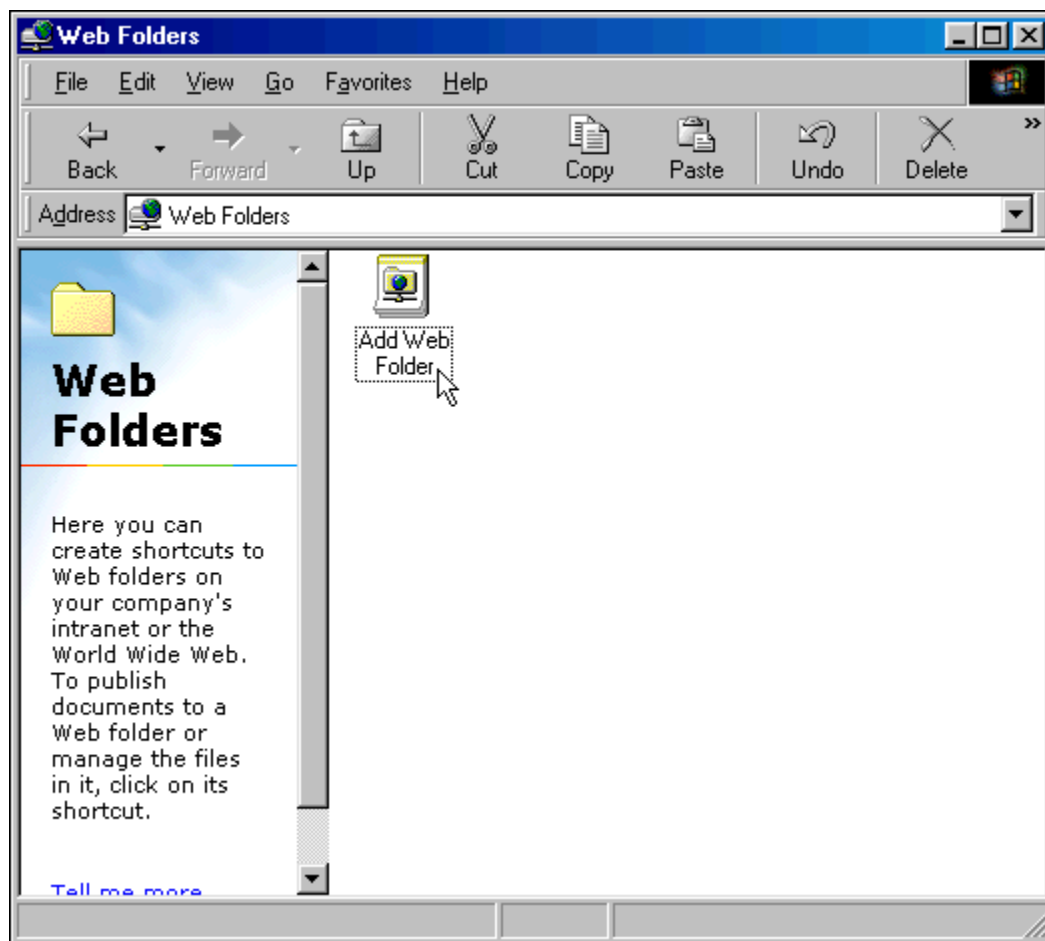 Web Folders
File Edit View Go Favorites Help
Back Forward Up Cut Copy Paste Undo Delete »
Address Web Folders
Add Web
Folder
Web
Folders
Here you can
create shortcuts to
Web folders on
your company's
intranet or the
World Wide Web.
To publish
documents to a
Web folder or
manage the files
in it, click on its
shortcut.
Tell me more